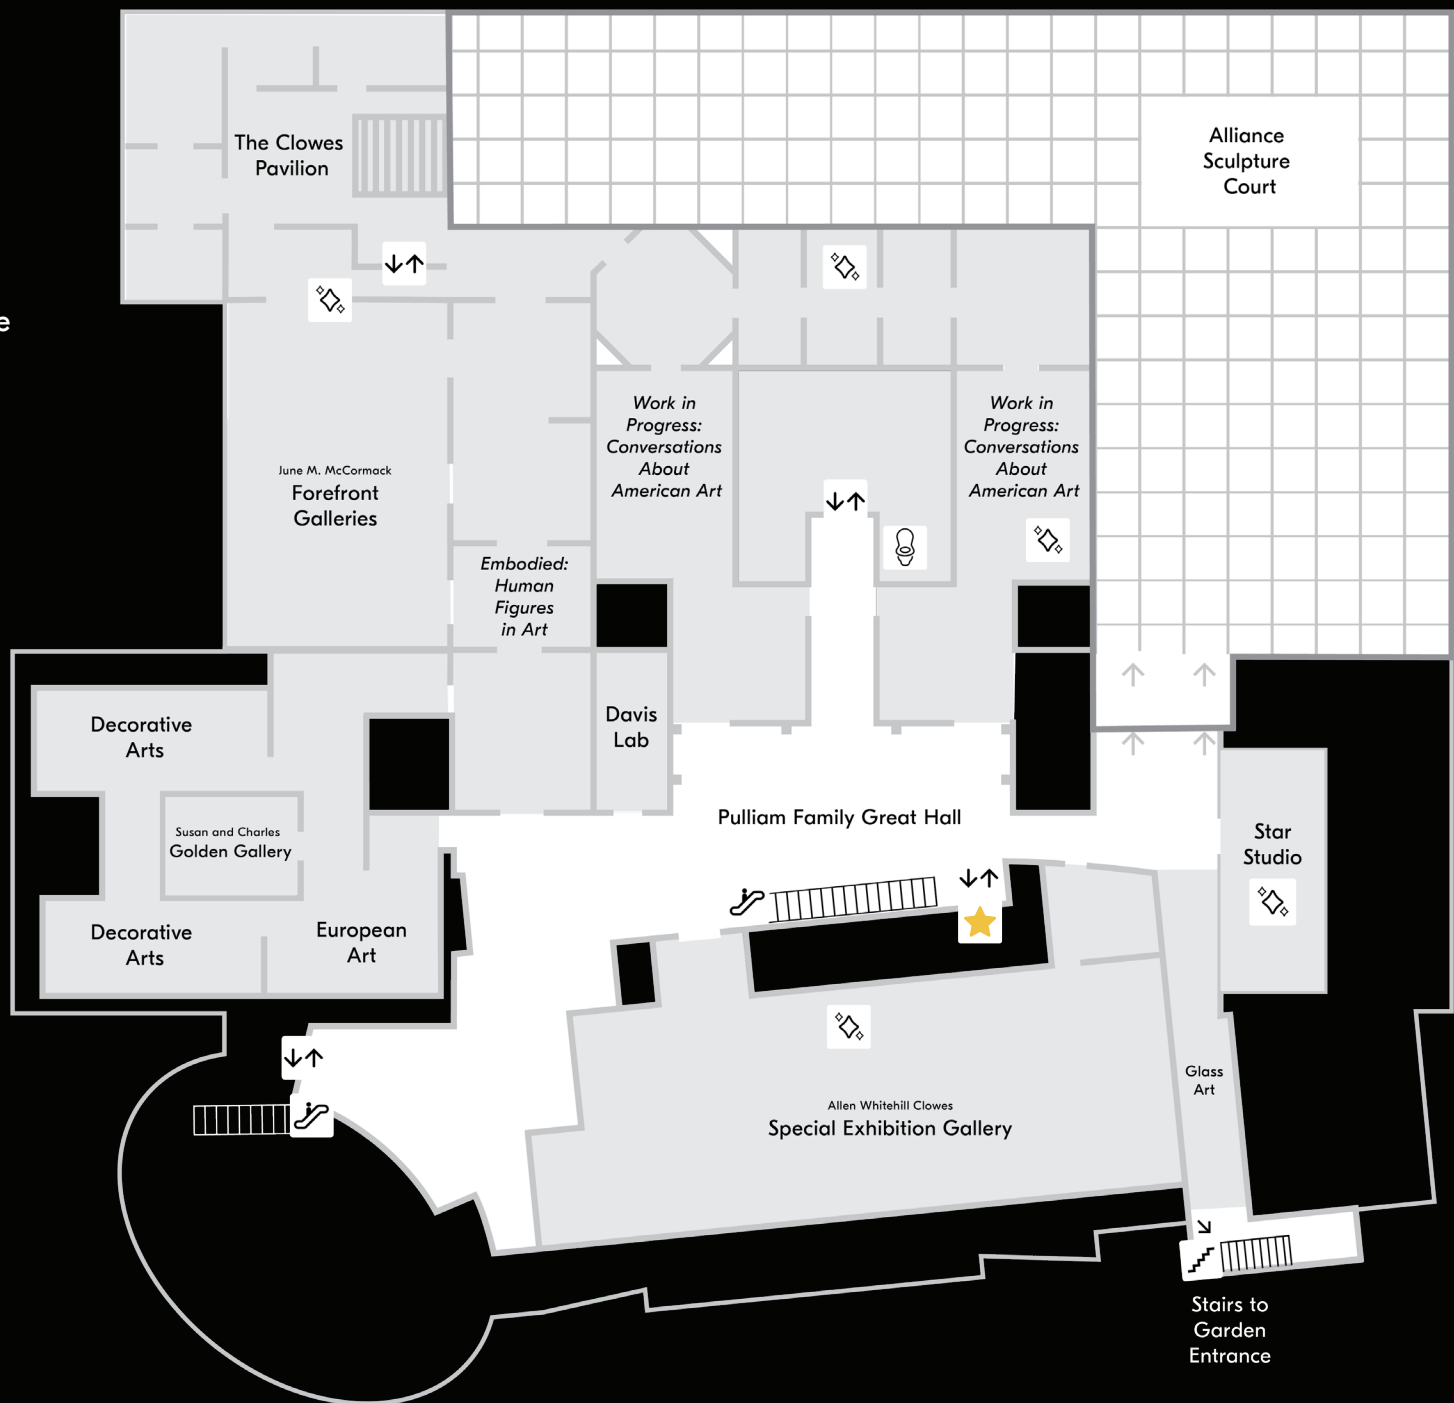 The Clowes
Pavilion
Alliance
Sculpture
Court
e
Work in
Progress:
Conversations
About
American Art
Work in
Progress:
Conversations
About
American Art
June M. McCormack
Forefront
Galleries
Embodied:
Human
Figures
in Art
Decorative
Arts
Davis
Lab
Pulliam Family Great Hall
Susan and Charles
Golden Gallery
Star
Studio
Decorative
Arts
European
Art
Glass
Art
Allen Whitehill Clowes
Special Exhibition Gallery
Stairs to
Garden
Entrance